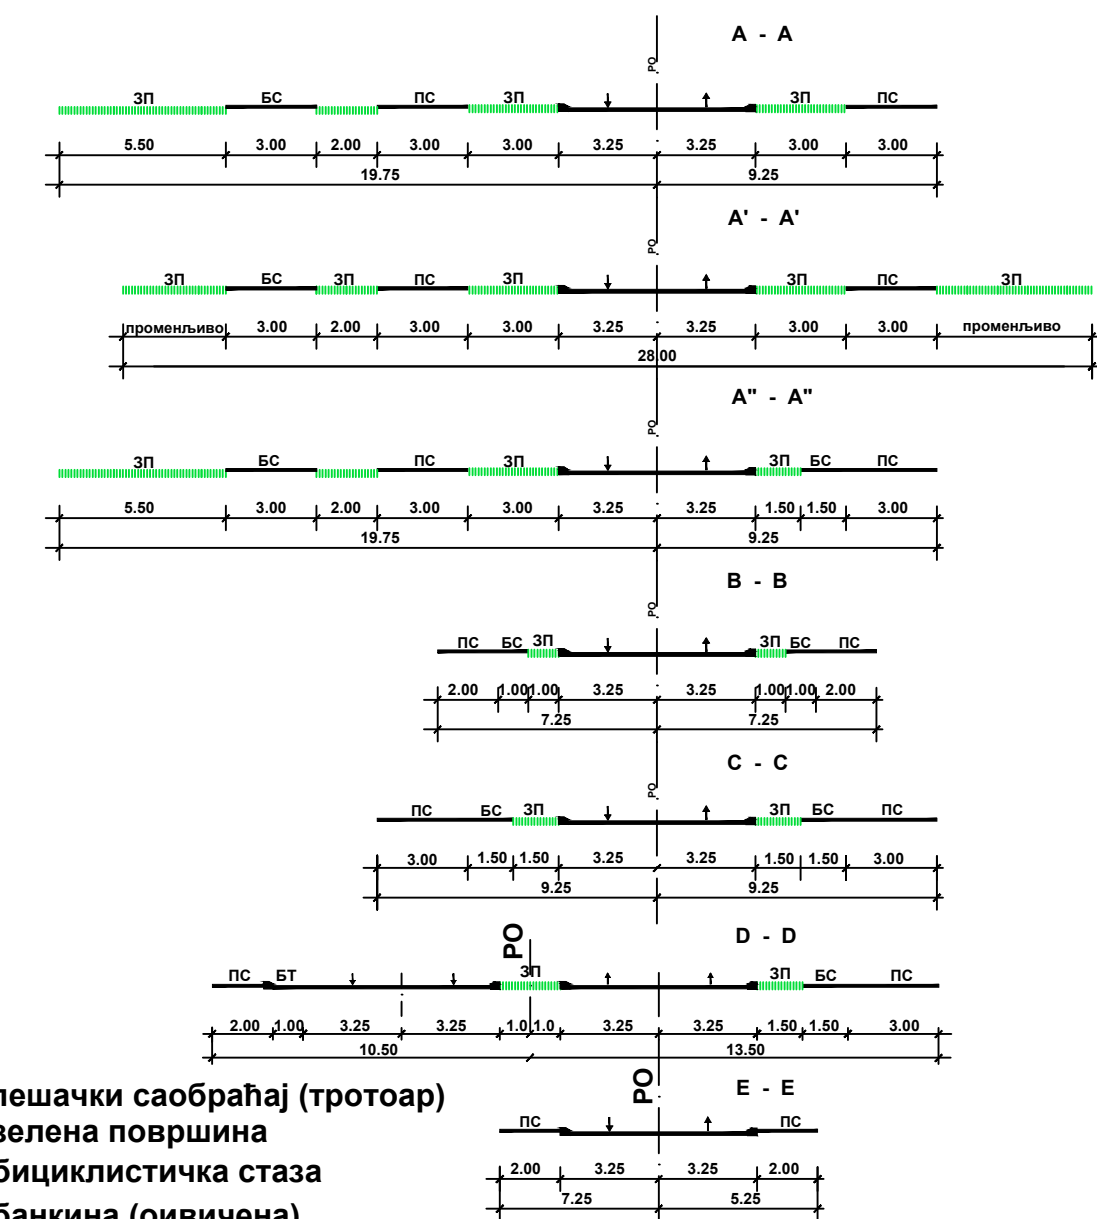 A - A
РО
ЗП БС ПС ЗП ЗП ПС
5.50 3.00 2.00 3.00 3.00 3.25 3.25 3.00 3.00
19.75 9.25
A' - A'
РО
ЗП БС ЗП ПС ЗП ЗП ПС ЗП
променљиво 3.00 2.00 3.00 3.00 3.25 3.25 3.00 3.00 променљиво
28.00
A" - A"
РО
ЗП БС ПС ЗП ЗП БС ПС
5.50 3.00 2.00 3.00 3.00 3.25 3.25 1.50 1.50 3.00
19.75 9.25
B - B
РО
ПС БС ЗП ЗП БС ПС
2.00 1.00 1.00 3.25 3.25 1.00 1.00 2.00
7.25 7.25
C - C
РО
ПС БС ЗП ЗП БС ПС
3.00 1.50 1.50 3.25 3.25 1.50 1.50 3.00
9.25 9.25
D - D
РО
ПС БТ ЗП ЗП БС ПС
2.00 1.00 3.25 3.25 1.0 1.0 3.25 3.25 1.50 1.50 3.00
10.50 13.50
E - E
РО
ПС ПС
2.00 3.25 3.25 2.00
7.25 5.25
пешачки саобраћај (тротоар)
зелена површина
бициклистичка стаза
банкина (оивичена)